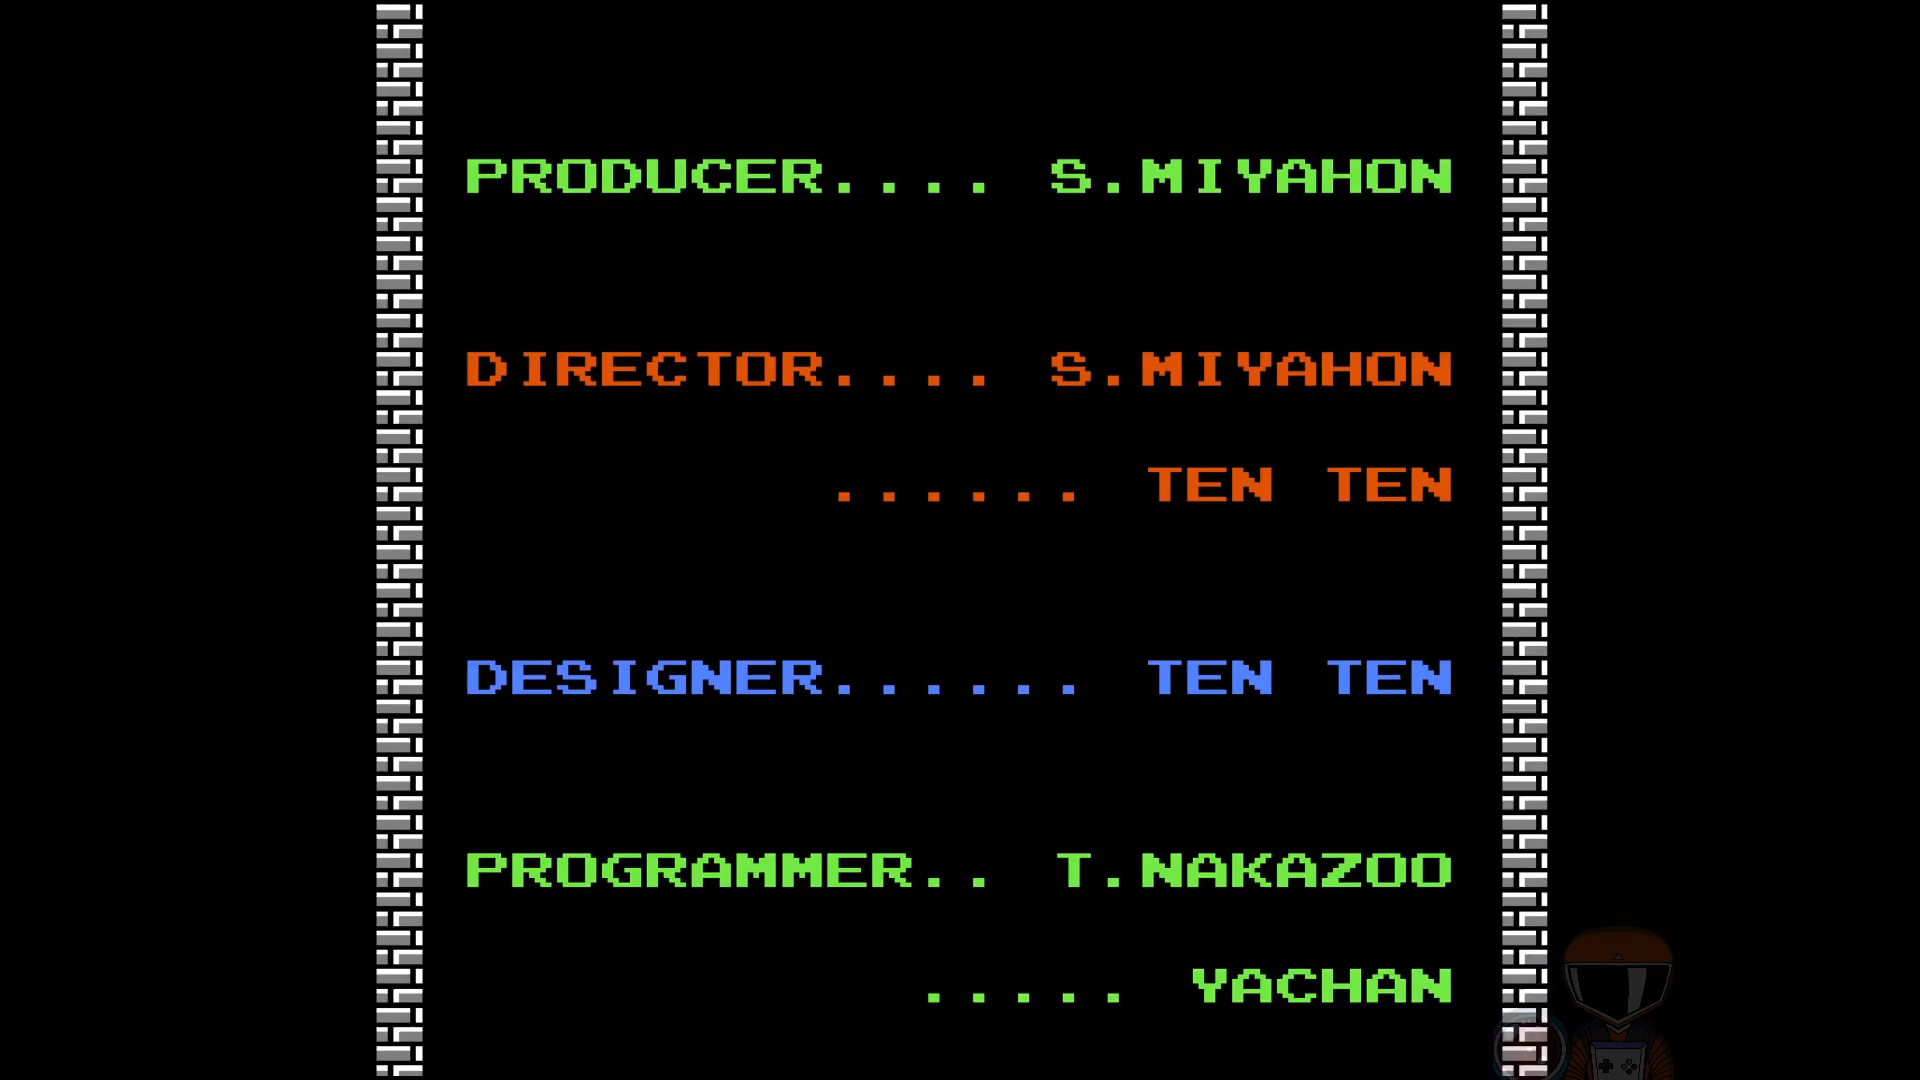 PRODUCER.... S.MIYAHON
DIRECTOR.... S.MIYAHON
...... TEN TEN
DESIGNER...... TEN TEN
PROGRAMMER.. T.NAKAZOO
..... YACHAN